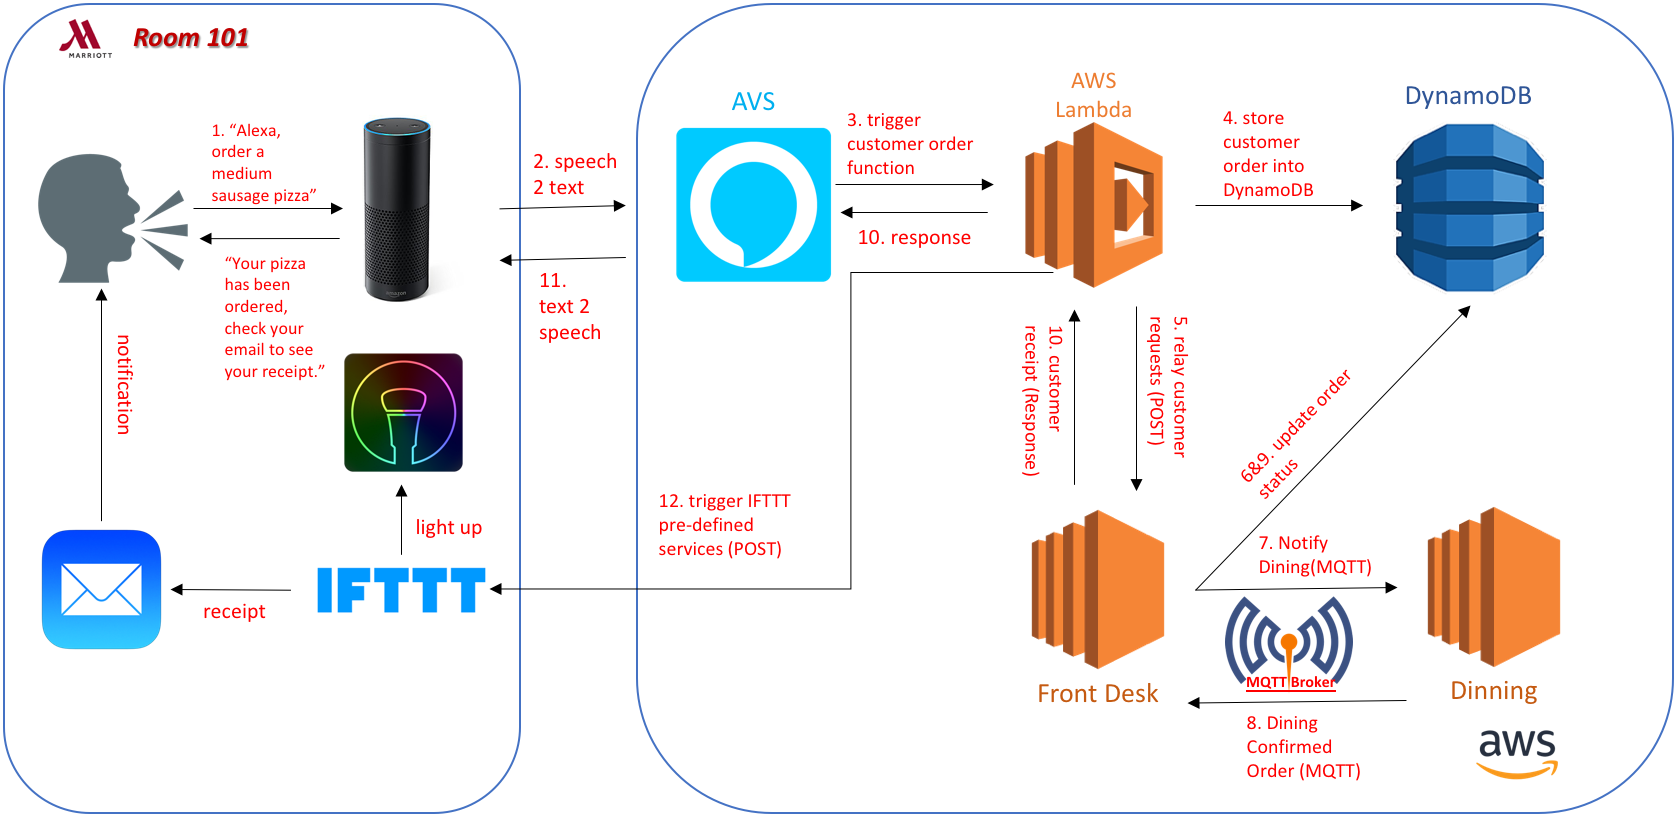 MARRIOTT
Room 101
1. “Alexa,
order a
medium
sausage pizza”
“Your pizza
has been
ordered,
check your
email to see
your receipt.”
amazon
notification
light up
IFTTT
receipt
2. speech
2 text
11.
text 2
speech
AVS
3. trigger
customer order
function
10. response
AWS
Lambda
4. store
customer
order into
DynamoDB
DynamoDB
10. customer
receipt (Response)
5. relay customer
requests (POST)
6&9. update order
status
12. trigger IFTTT
pre-defined
services (POST)
7. Notify
Dining(MQTT)
MQTT Broker
Front Desk
Dinning
8. Dining
Confirmed
Order (MQTT)
aws